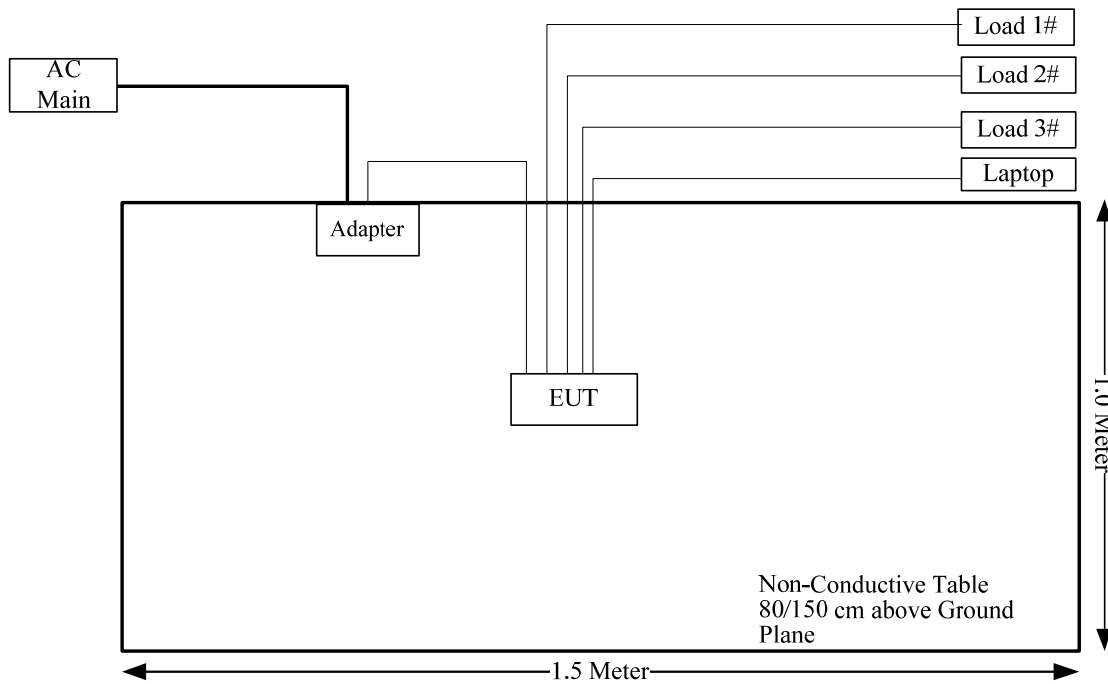 Load 1#
AC
Main
Load 2#
Load 3#
Laptop
Adapter
EUT
1.0 Meter
Non-Conductive Table
80/150 cm above Ground
Plane
1.5 Meter